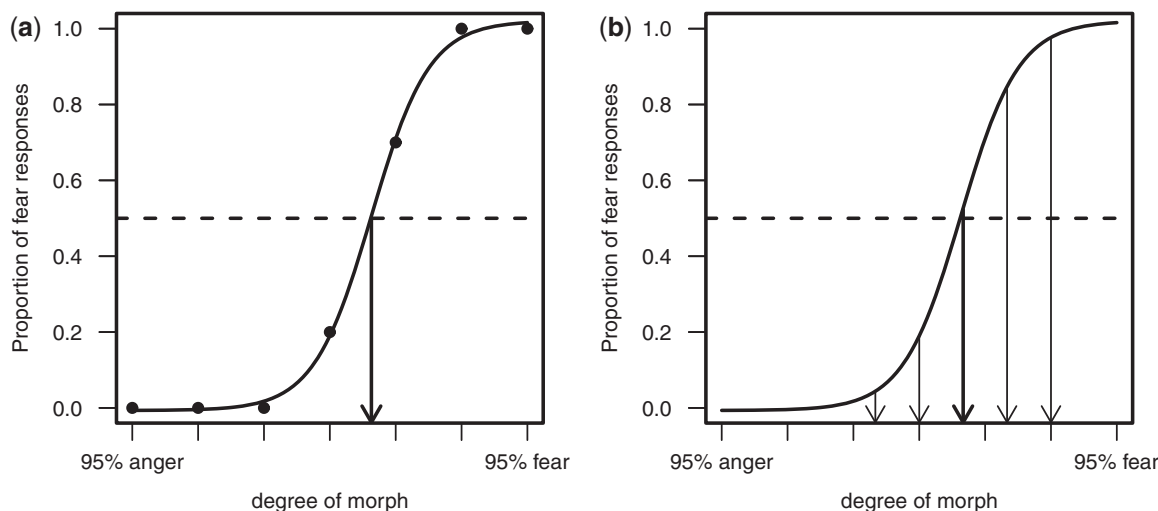 (a)
Proportion of fear responses
1.0
0.8
0.6
0.4
0.2
0.0
95% anger
95% fear
degree of morph
(b)
Proportion of fear responses
1.0
0.8
0.6
0.4
0.2
0.0
95% anger
95% fear
degree of morph